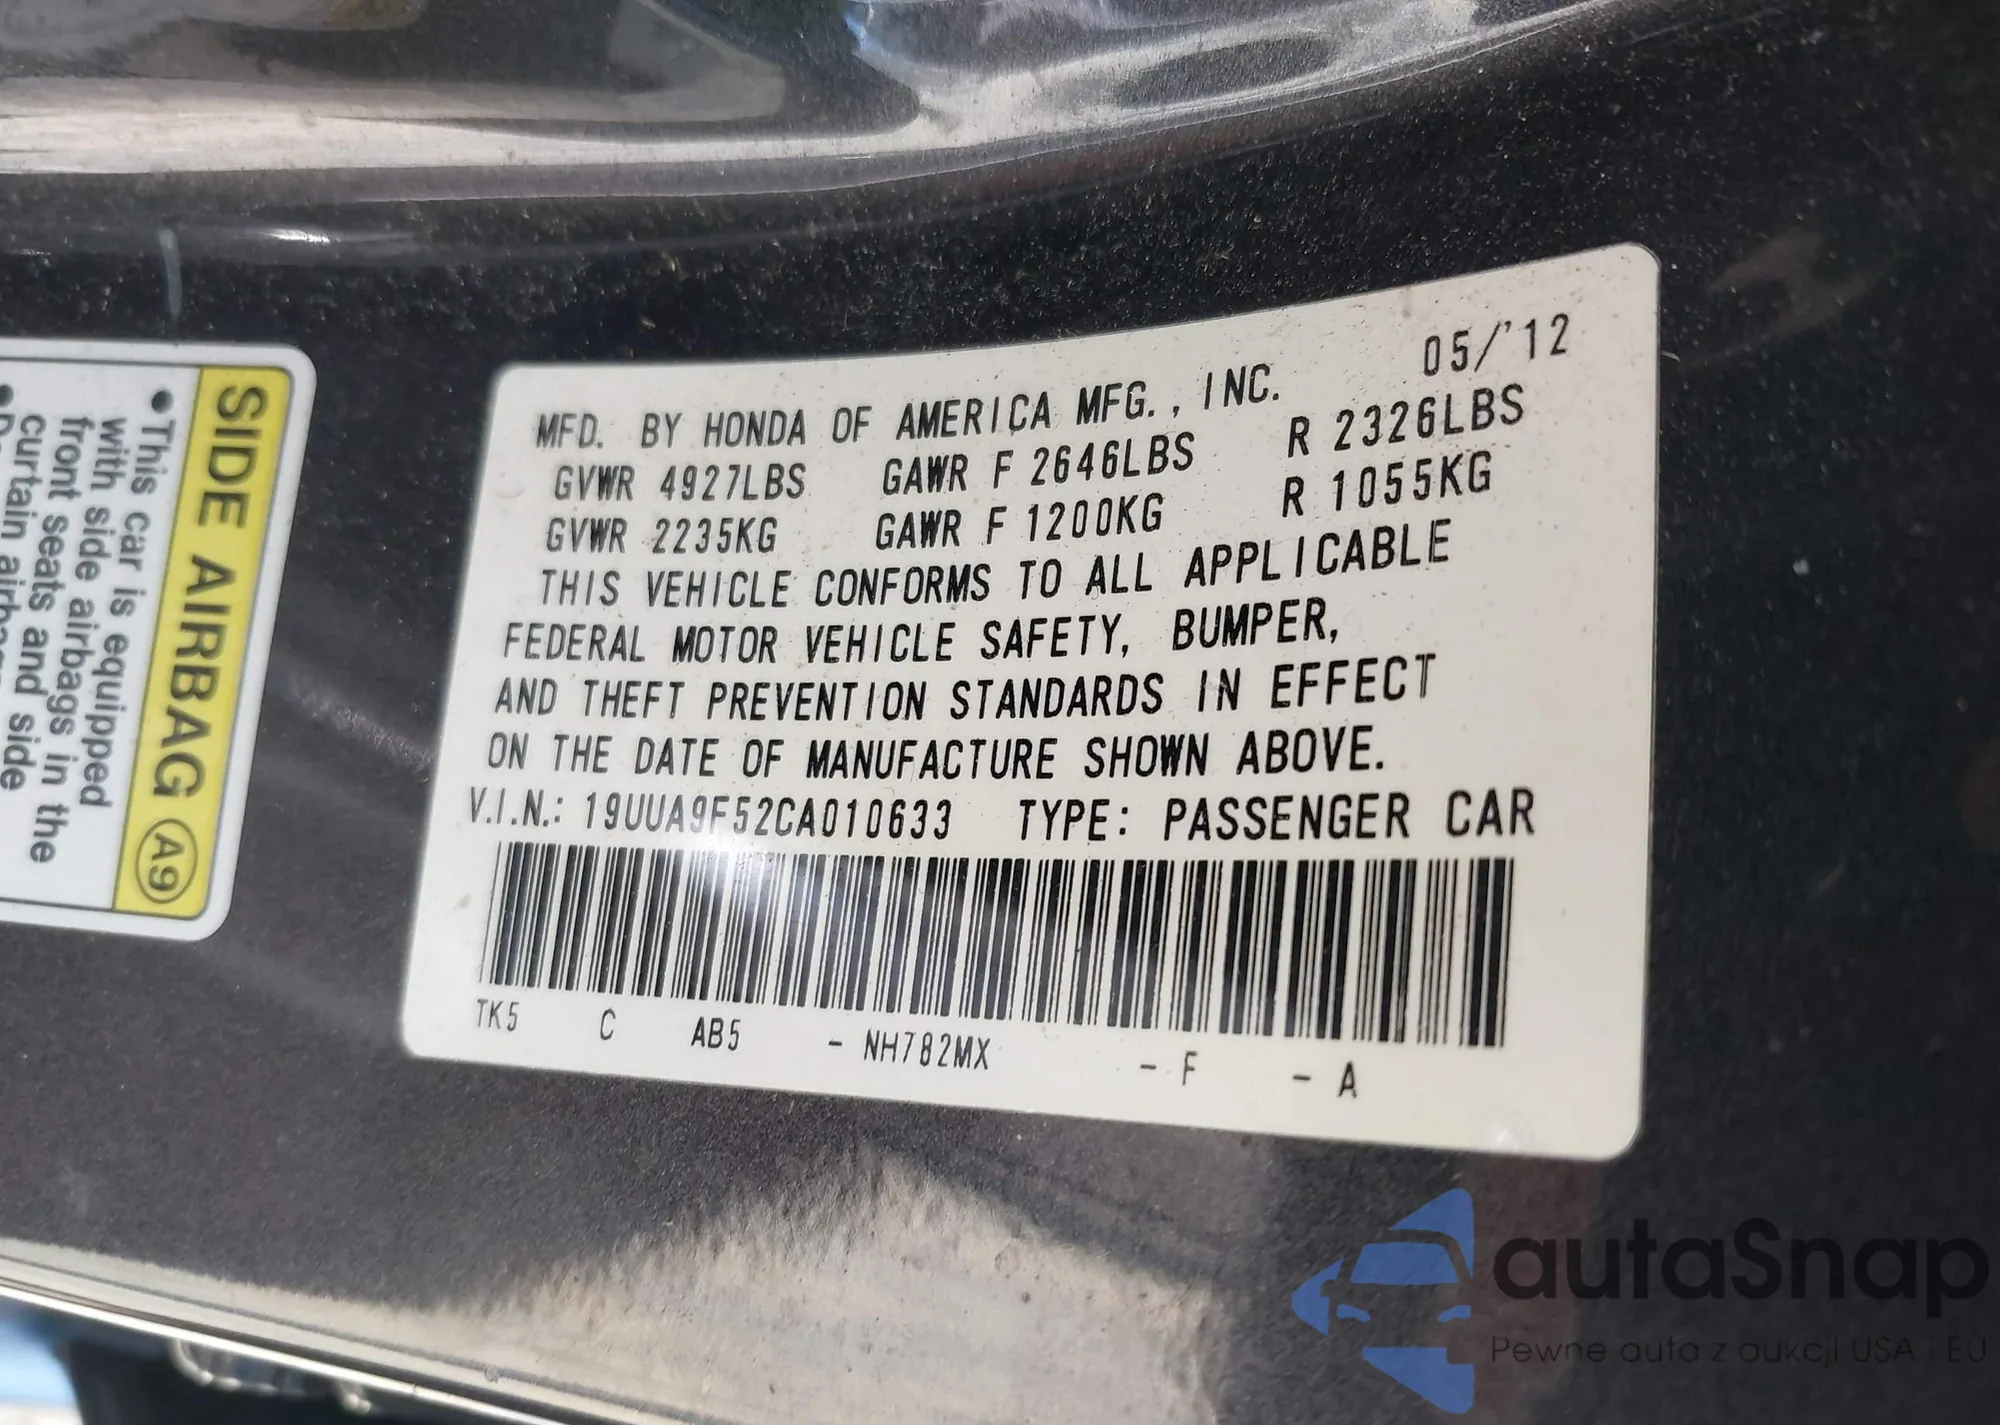 05/'12
MFD. BY HONDA OF AMERICA MFG., INC.
GVWR 4927LBS GAWR F 2646LBS R 2326LBS
GVWR 2235KG GAWR F 1200KG R 1055KG
THIS VEHICLE CONFORMS TO ALL APPLICABLE
FEDERAL MOTOR VEHICLE SAFETY, BUMPER,
AND THEFT PREVENTION STANDARDS IN EFFECT
ON THE DATE OF MANUFACTURE SHOWN ABOVE.
V.I.N.: 19UUA9F52CA010633 TYPE: PASSENGER CAR
TK5 C AB5 - NH782MX - F - A
SIDE AIRBAG A9
•This car is equipped
with side airbags in the
front seats and side
curtain
autaSnap
Pewne auta z aukcji USA i EU